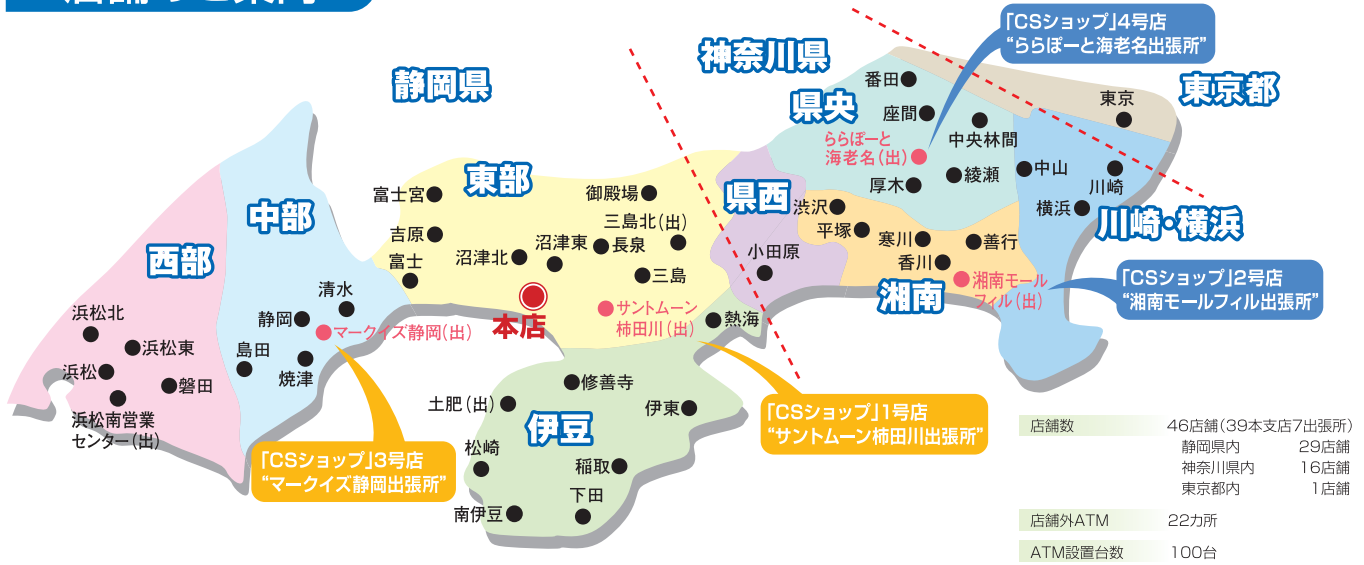 店舗のご案内
静岡県
神奈川県
東京都
西部
中部
東部
伊豆
県西
県央
湘南
川崎・横浜
浜松北
浜松東
浜松
磐田
浜松南営業
センター(出)
清水
静岡
マークイズ静岡(出)
島田
焼津
「CSショップ」3号店
“マークイズ静岡出張所”
富士宮
吉原
富士
御殿場
三島北(出)
沼津東
長泉
沼津北
三島
本店
サントムーン
柿田川(出)
熱海
「CSショップ」1号店
“サントムーン柿田川出張所”
修善寺
土肥(出)
伊東
松崎
稲取
下田
南伊豆
小田原
番田
座間
中央林間
ららぽーと
海老名(出)
綾瀬
厚木
「CSショップ」4号店
“ららぽーと海老名出張所”
渋沢
平塚
寒川
善行
香川
湘南モール
フィル(出)
「CSショップ」2号店
“湘南モールフィル出張所”
東京
中山
川崎
横浜
店舗数 46店舗(39本支店7出張所)
静岡県内 29店舗
神奈川県内 16店舗
東京都内 1店舗
店舗外ATM 22カ所
ATM設置台数 100台